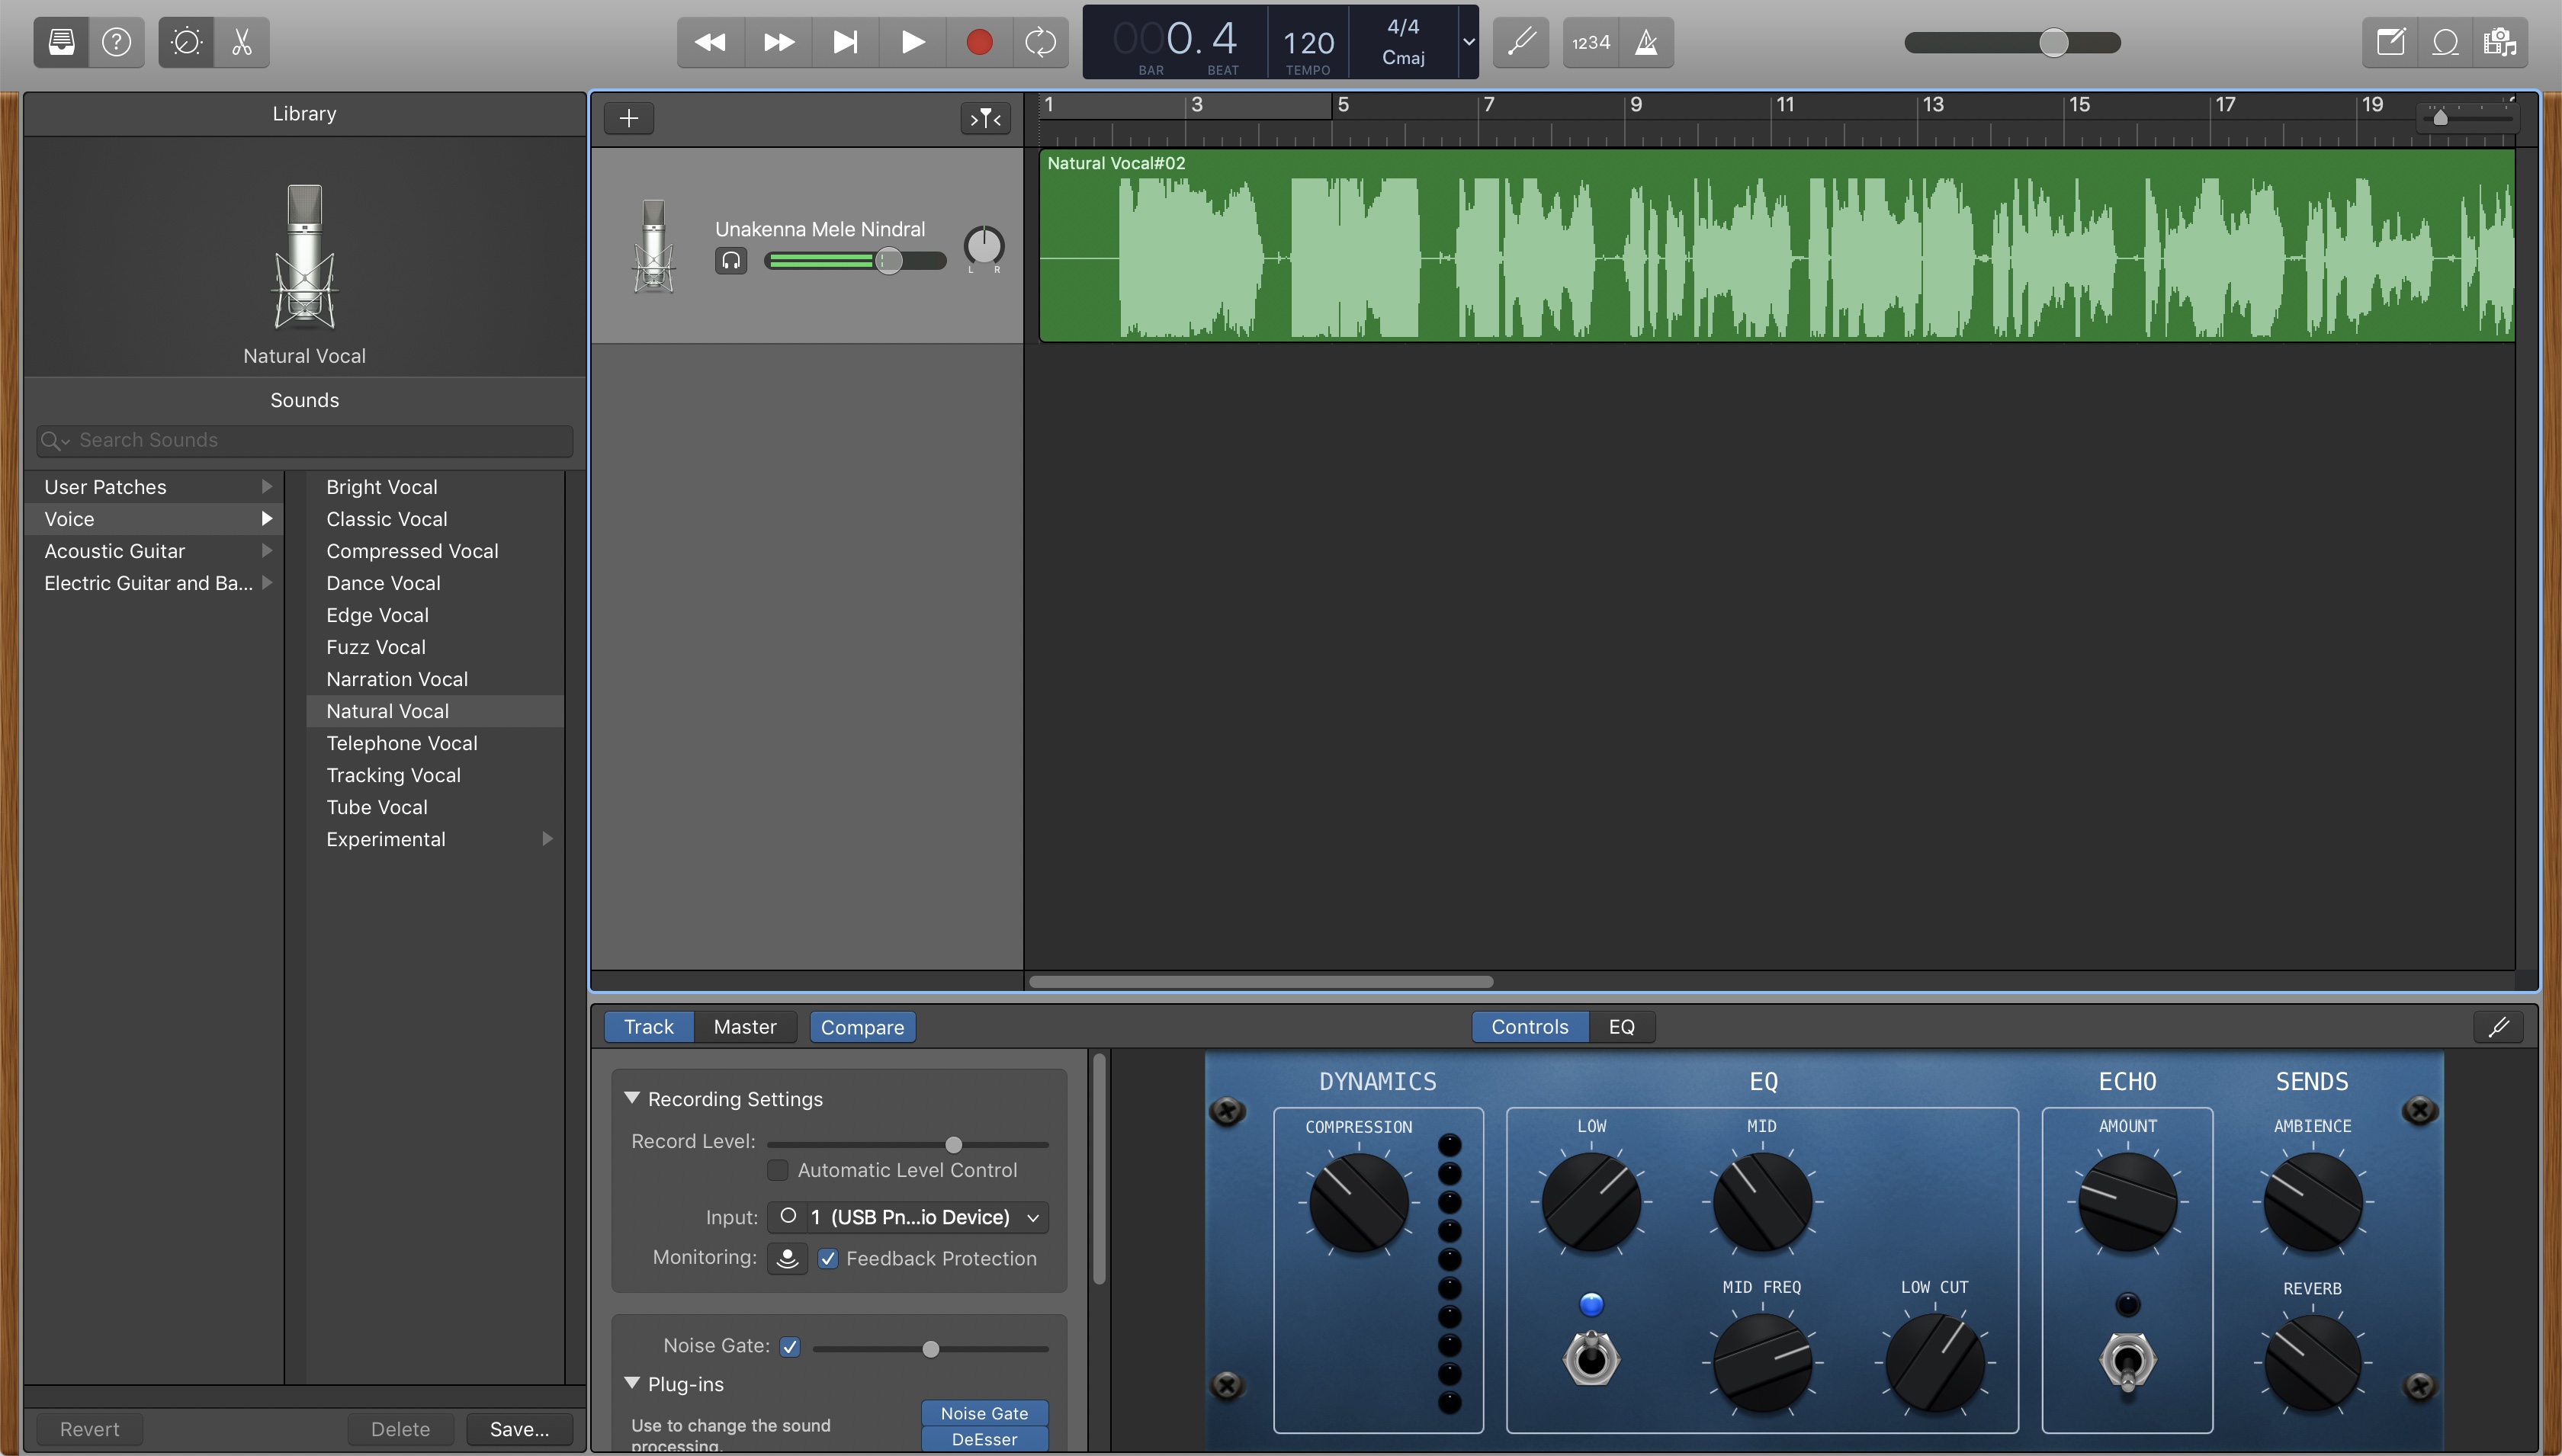 000. 4
BAR
BEAT
120
TEMPO
4/4
Cmaj
1234
Library
Natural Vocal
Sounds
Search Sounds
User Patches
Voice
Acoustic Guitar
Electric Guitar and Ba...
Bright Vocal
Classic Vocal
Compressed Vocal
Dance Vocal
Edge Vocal
Fuzz Vocal
Narration Vocal
Natural Vocal
Telephone Vocal
Tracking Vocal
Tube Vocal
Experimental
Revert
Delete
Save...
1 3 5 7 9 11 13 15 17 19
Unakenna Mele Nindral
L R
Natural Vocal#02
Track
Master
Compare
Controls
EQ
Recording Settings
Record Level:
Automatic Level Control
Input: 1 (USB Pn...io Device)
Monitoring: Feedback Protection
Noise Gate:
Plug-ins
Use to change the sound
processing.
Noise Gate
DeEsser
DYNAMICS
COMPRESSION
EQ
LOW
MID
MID FREQ
LOW CUT
ECHO
AMOUNT
SENDS
AMBIENCE
REVERB